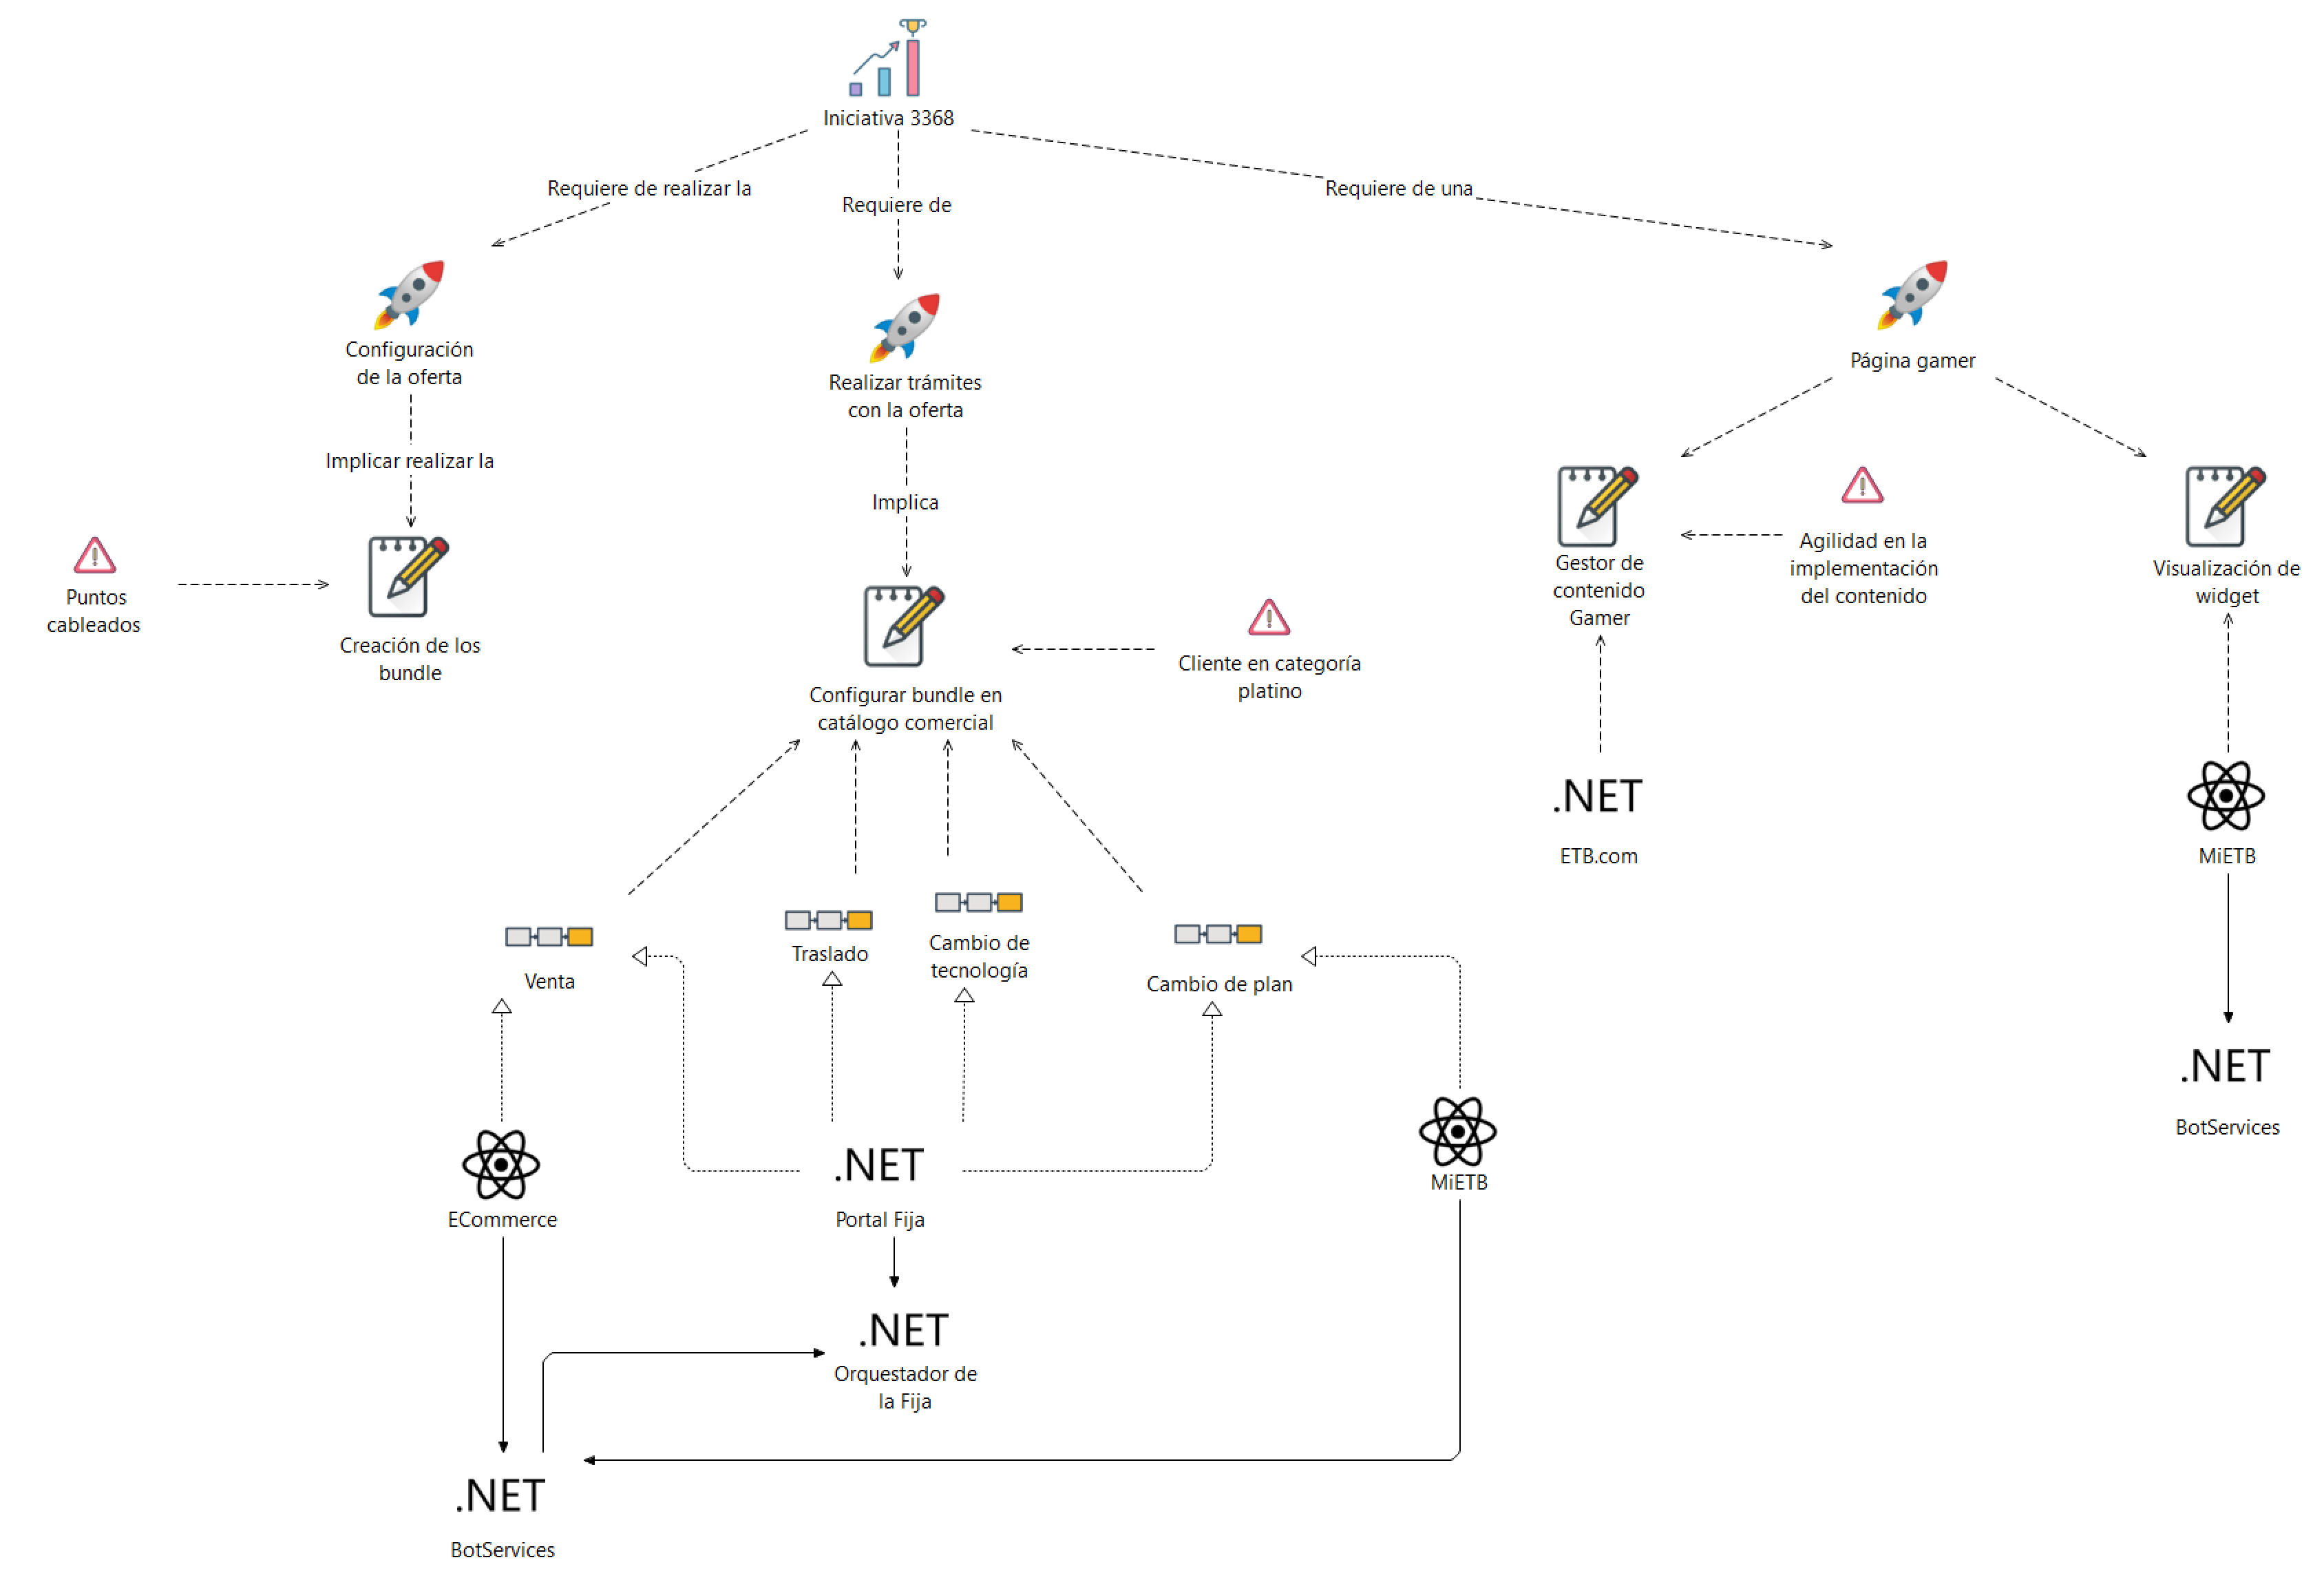 Iniciativa 3368
Requiere de realizar la
Requiere de
Requiere de una
Configuración
de la oferta
Realizar trámites
con la oferta
Página gamer
Implicar realizar la
Implica
Puntos
cableados
Creación de los
bundle
Configurar bundle en
catálogo comercial
Cliente en categoría
platino
Gestor de
contenido
Gamer
Agilidad en la
implementación
del contenido
Visualización de
widget
.NET
ETB.com
MiETB
Venta
Traslado
Cambio de
tecnología
Cambio de plan
.NET
BotServices
ECommerce
.NET
Portal Fija
MiETB
.NET
Orquestador de
la Fija
.NET
BotServices